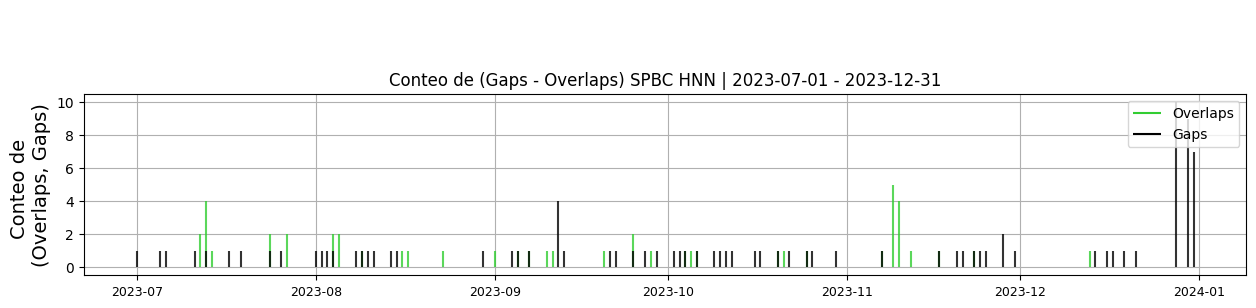 Conteo de (Gaps - Overlaps) SPBC HNN | 2023-07-01 - 2023-12-31
Conteo de
(Overlaps, Gaps)
10
8
6
4
2
0
Overlaps
Gaps
2023-07
2023-08
2023-09
2023-10
2023-11
2023-12
2024-01